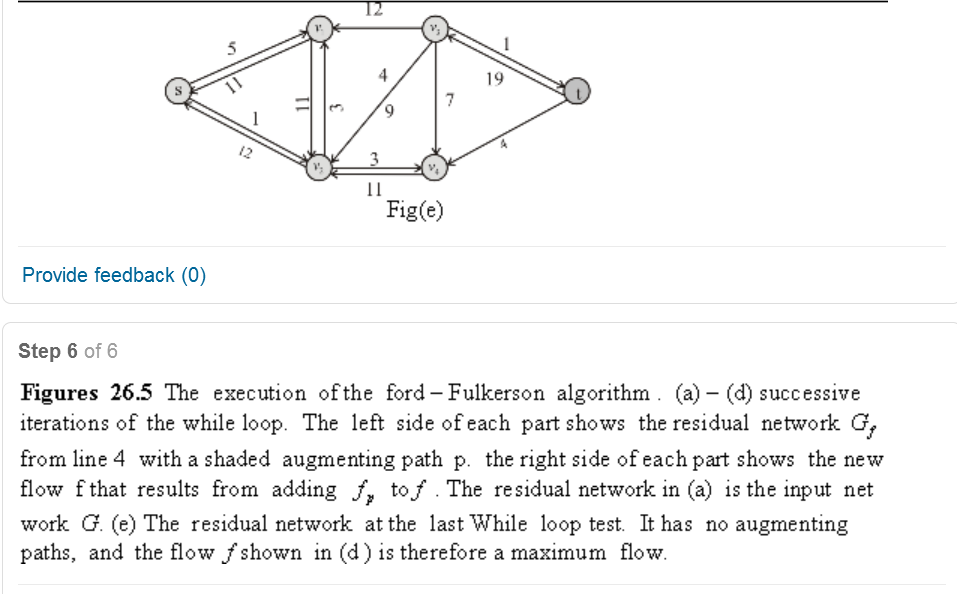 12
v₁ v₃
5 1
11 4 19
s 11 3 7 t
1 9
12 3 4
v₂ v₄
11
Fig(e)
Provide feedback (0)
Step 6 of 6
Figures 26.5 The execution of the ford – Fulkerson algorithm . (a) – (d) successive
iterations of the while loop. The left side of each part shows the residual network G_f
from line 4 with a shaded augmenting path p. the right side of each part shows the new
flow f that results from adding f_p to f . The residual network in (a) is the input net
work G. (e) The residual network at the last While loop test. It has no augmenting
paths, and the flow f shown in (d ) is therefore a maximum flow.